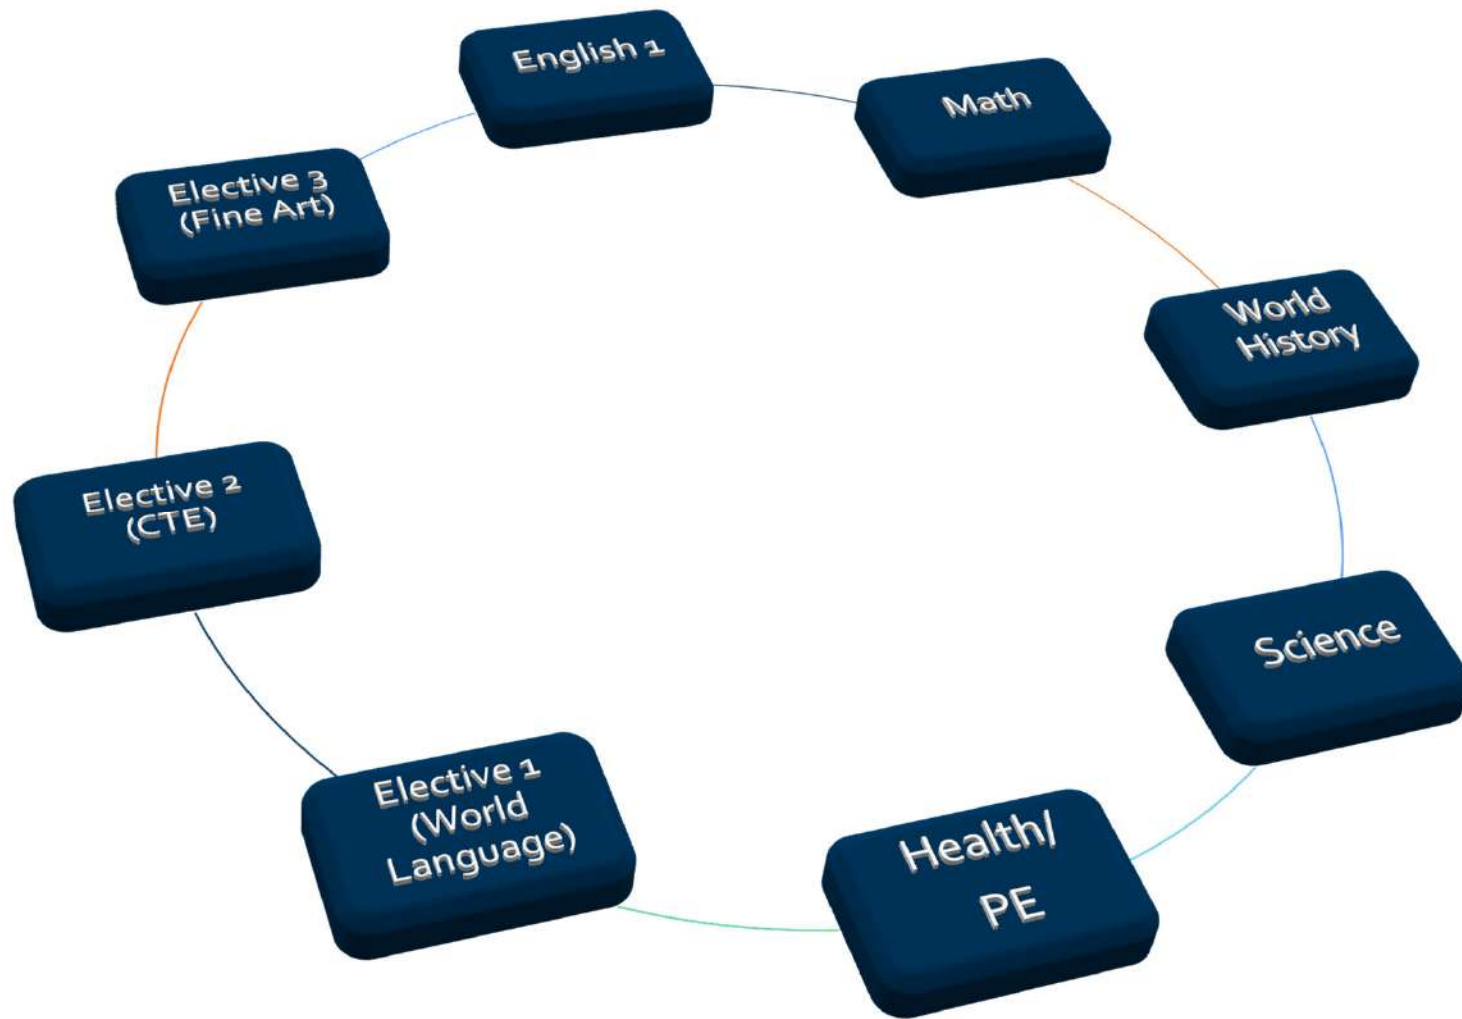 English 1
Math
World
History
Science
Health/
PE
Elective 1
(World
Language)
Elective 2
(CTE)
Elective 3
(Fine Art)